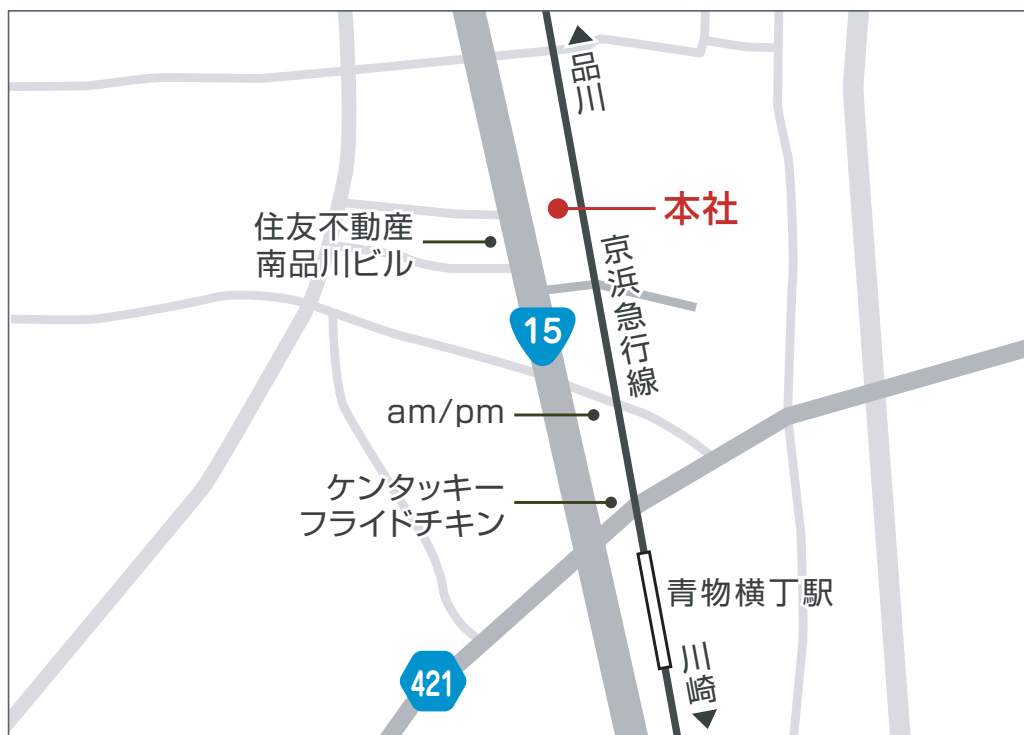 品川
本社
住友不動産
南品川ビル
京浜急行線
15
am/pm
ケンタッキー
フライドチキン
青物横丁駅
川崎
421